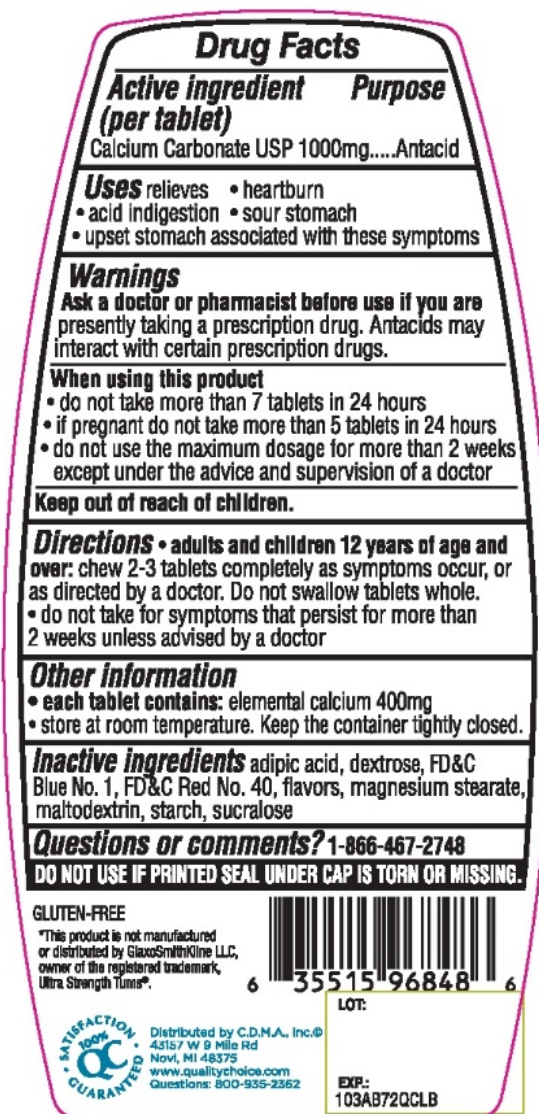 Drug Facts
Active ingredient Purpose
(per tablet)
Calcium Carbonate USP 1000mg.....Antacid
Uses relieves • heartburn
• acid indigestion • sour stomach
• upset stomach associated with these symptoms
Warnings
Ask a doctor or pharmacist before use if you are
presently taking a prescription drug. Antacids may
interact with certain prescription drugs.
When using this product
• do not take more than 7 tablets in 24 hours
• if pregnant do not take more than 5 tablets in 24 hours
• do not use the maximum dosage for more than 2 weeks
except under the advice and supervision of a doctor
Keep out of reach of children.
Directions • adults and children 12 years of age and
over: chew 2-3 tablets completely as symptoms occur, or
as directed by a doctor. Do not swallow tablets whole.
• do not take for symptoms that persist for more than
2 weeks unless advised by a doctor
Other information
• each tablet contains: elemental calcium 400mg
• store at room temperature. Keep the container tightly closed.
Inactive ingredients adipic acid, dextrose, FD&C
Blue No. 1, FD&C Red No. 40, flavors, magnesium stearate,
maltodextrin, starch, sucralose
Questions or comments? 1-866-467-2748
DO NOT USE IF PRINTED SEAL UNDER CAP IS TORN OR MISSING.
GLUTEN-FREE
*This product is not manufactured
or distributed by GlaxoSmithKline LLC,
owner of the registered trademark,
Ultra Strength Tums®.
6 35515 96848 6
SATISFACTION
100%
QC
GUARANTEED
Distributed by C.D.M.A., Inc.©
43157 W 9 Mile Rd
Novi, MI 48375
www.qualitychoice.com
Questions: 800-935-2362
LOT:
EXP.:
103AB72QCLB